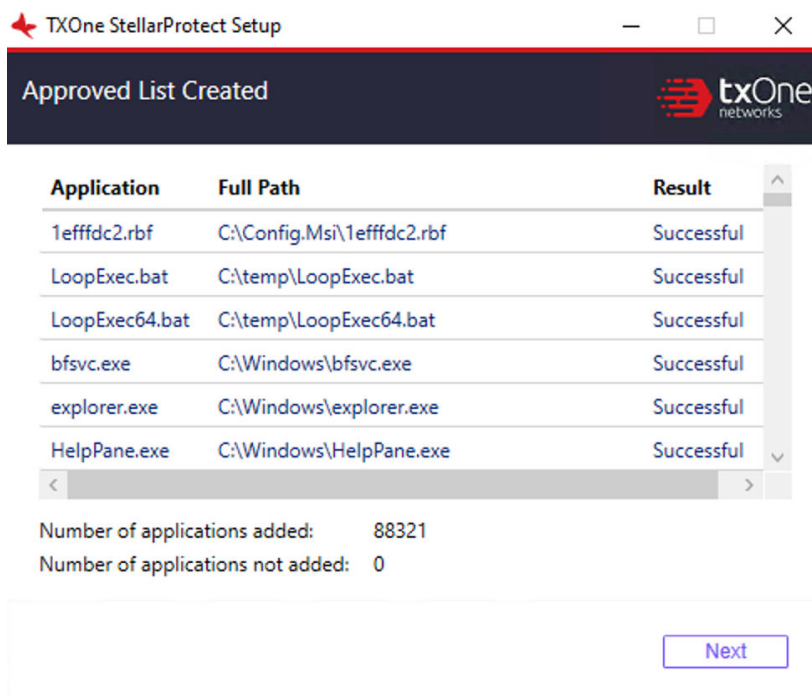 TXOne StellarProtect Setup
Approved List Created
txOne
networks
Application Full Path Result
1efffdc2.rbf C:\Config.Msi\1efffdc2.rbf Successful
LoopExec.bat C:\temp\LoopExec.bat Successful
LoopExec64.bat C:\temp\LoopExec64.bat Successful
bfsvc.exe C:\Windows\bfsvc.exe Successful
explorer.exe C:\Windows\explorer.exe Successful
HelpPane.exe C:\Windows\HelpPane.exe Successful
Number of applications added: 88321
Number of applications not added: 0
Next